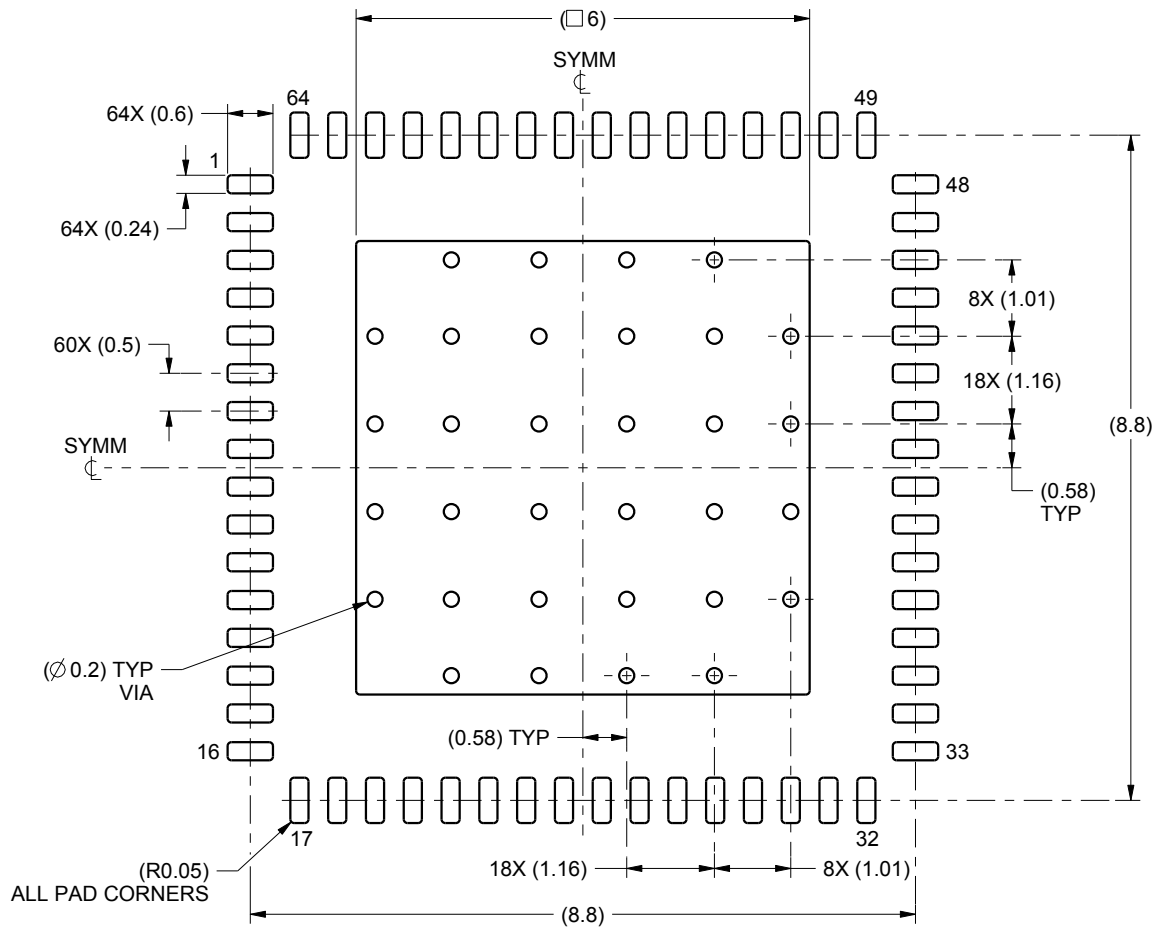 (□ 6)
SYMM
℄
64
49
64X (0.6)
1
48
64X (0.24)
8X (1.01)
60X (0.5)
18X (1.16)
(8.8)
SYMM
℄
(0.58)
TYP
(∅ 0.2) TYP
VIA
(0.58) TYP
16
33
17
32
(R0.05)
ALL PAD CORNERS
18X (1.16)
8X (1.01)
(8.8)